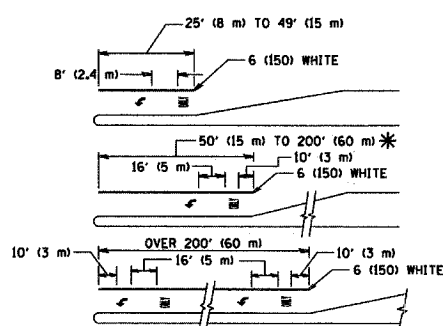 25' (8 m) TO 49' (15 m)
8' (2.4 m)
6 (150) WHITE
50' (15 m) TO 200' (60 m) *
16' (5 m)
10' (3 m)
6 (150) WHITE
OVER 200' (60 m)
10' (3 m)
16' (5 m)
10' (3 m)
6 (150) WHITE